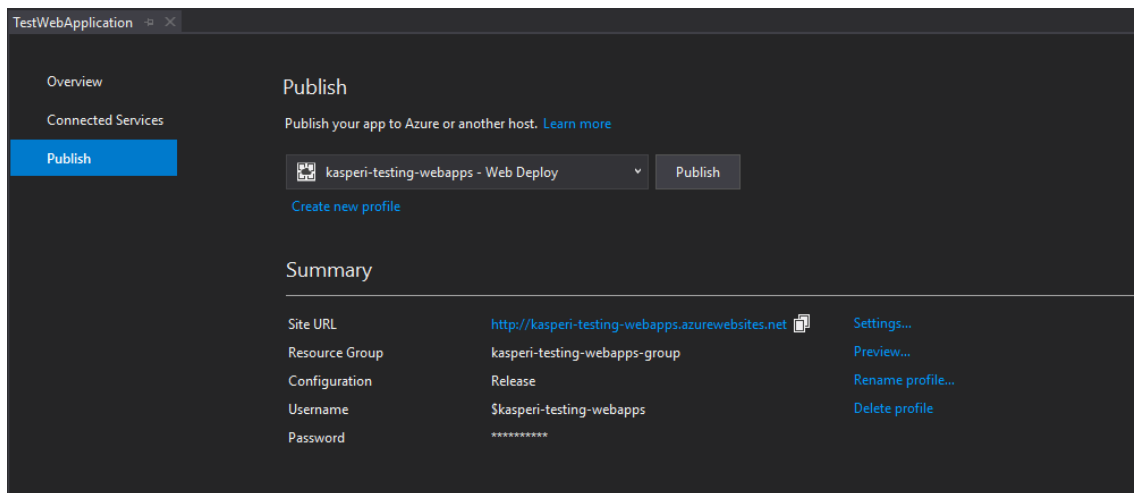 TestWebApplication
Overview
Connected Services
Publish
Publish
Publish your app to Azure or another host. Learn more
kasperi-testing-webapps - Web Deploy
Publish
Create new profile
Summary
Site URL http://kasperi-testing-webapps.azurewebsites.net Settings...
Resource Group kasperi-testing-webapps-group Preview...
Configuration Release Rename profile...
Username $kasperi-testing-webapps Delete profile
Password **********